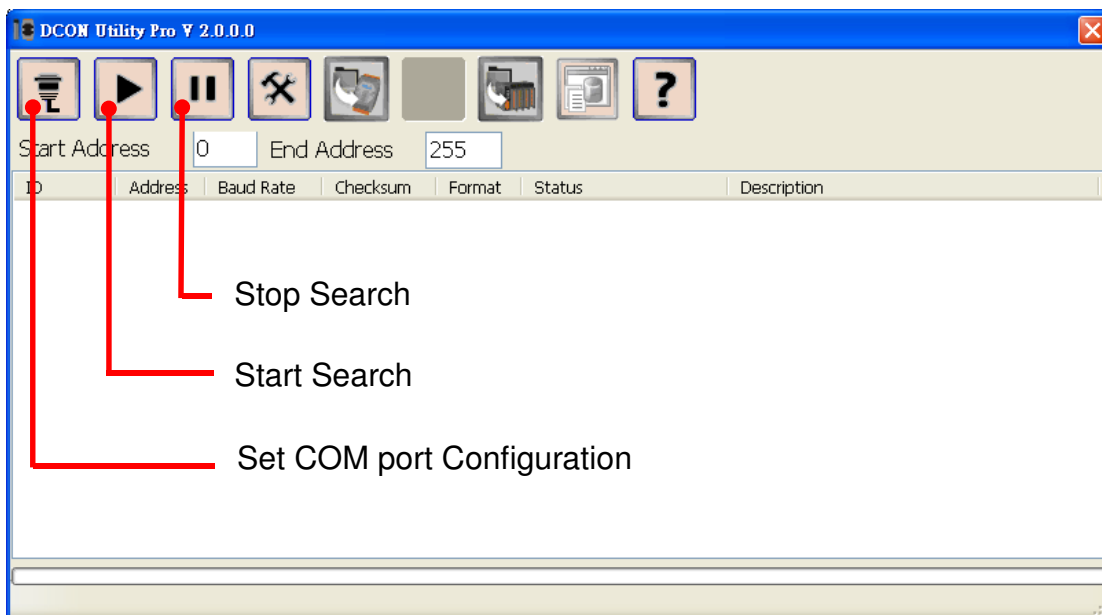 DCON Utility Pro V 2.0.0.0
?
Start Address 0 End Address 255
ID Address Baud Rate Checksum Format Status Description
Stop Search
Start Search
Set COM port Configuration